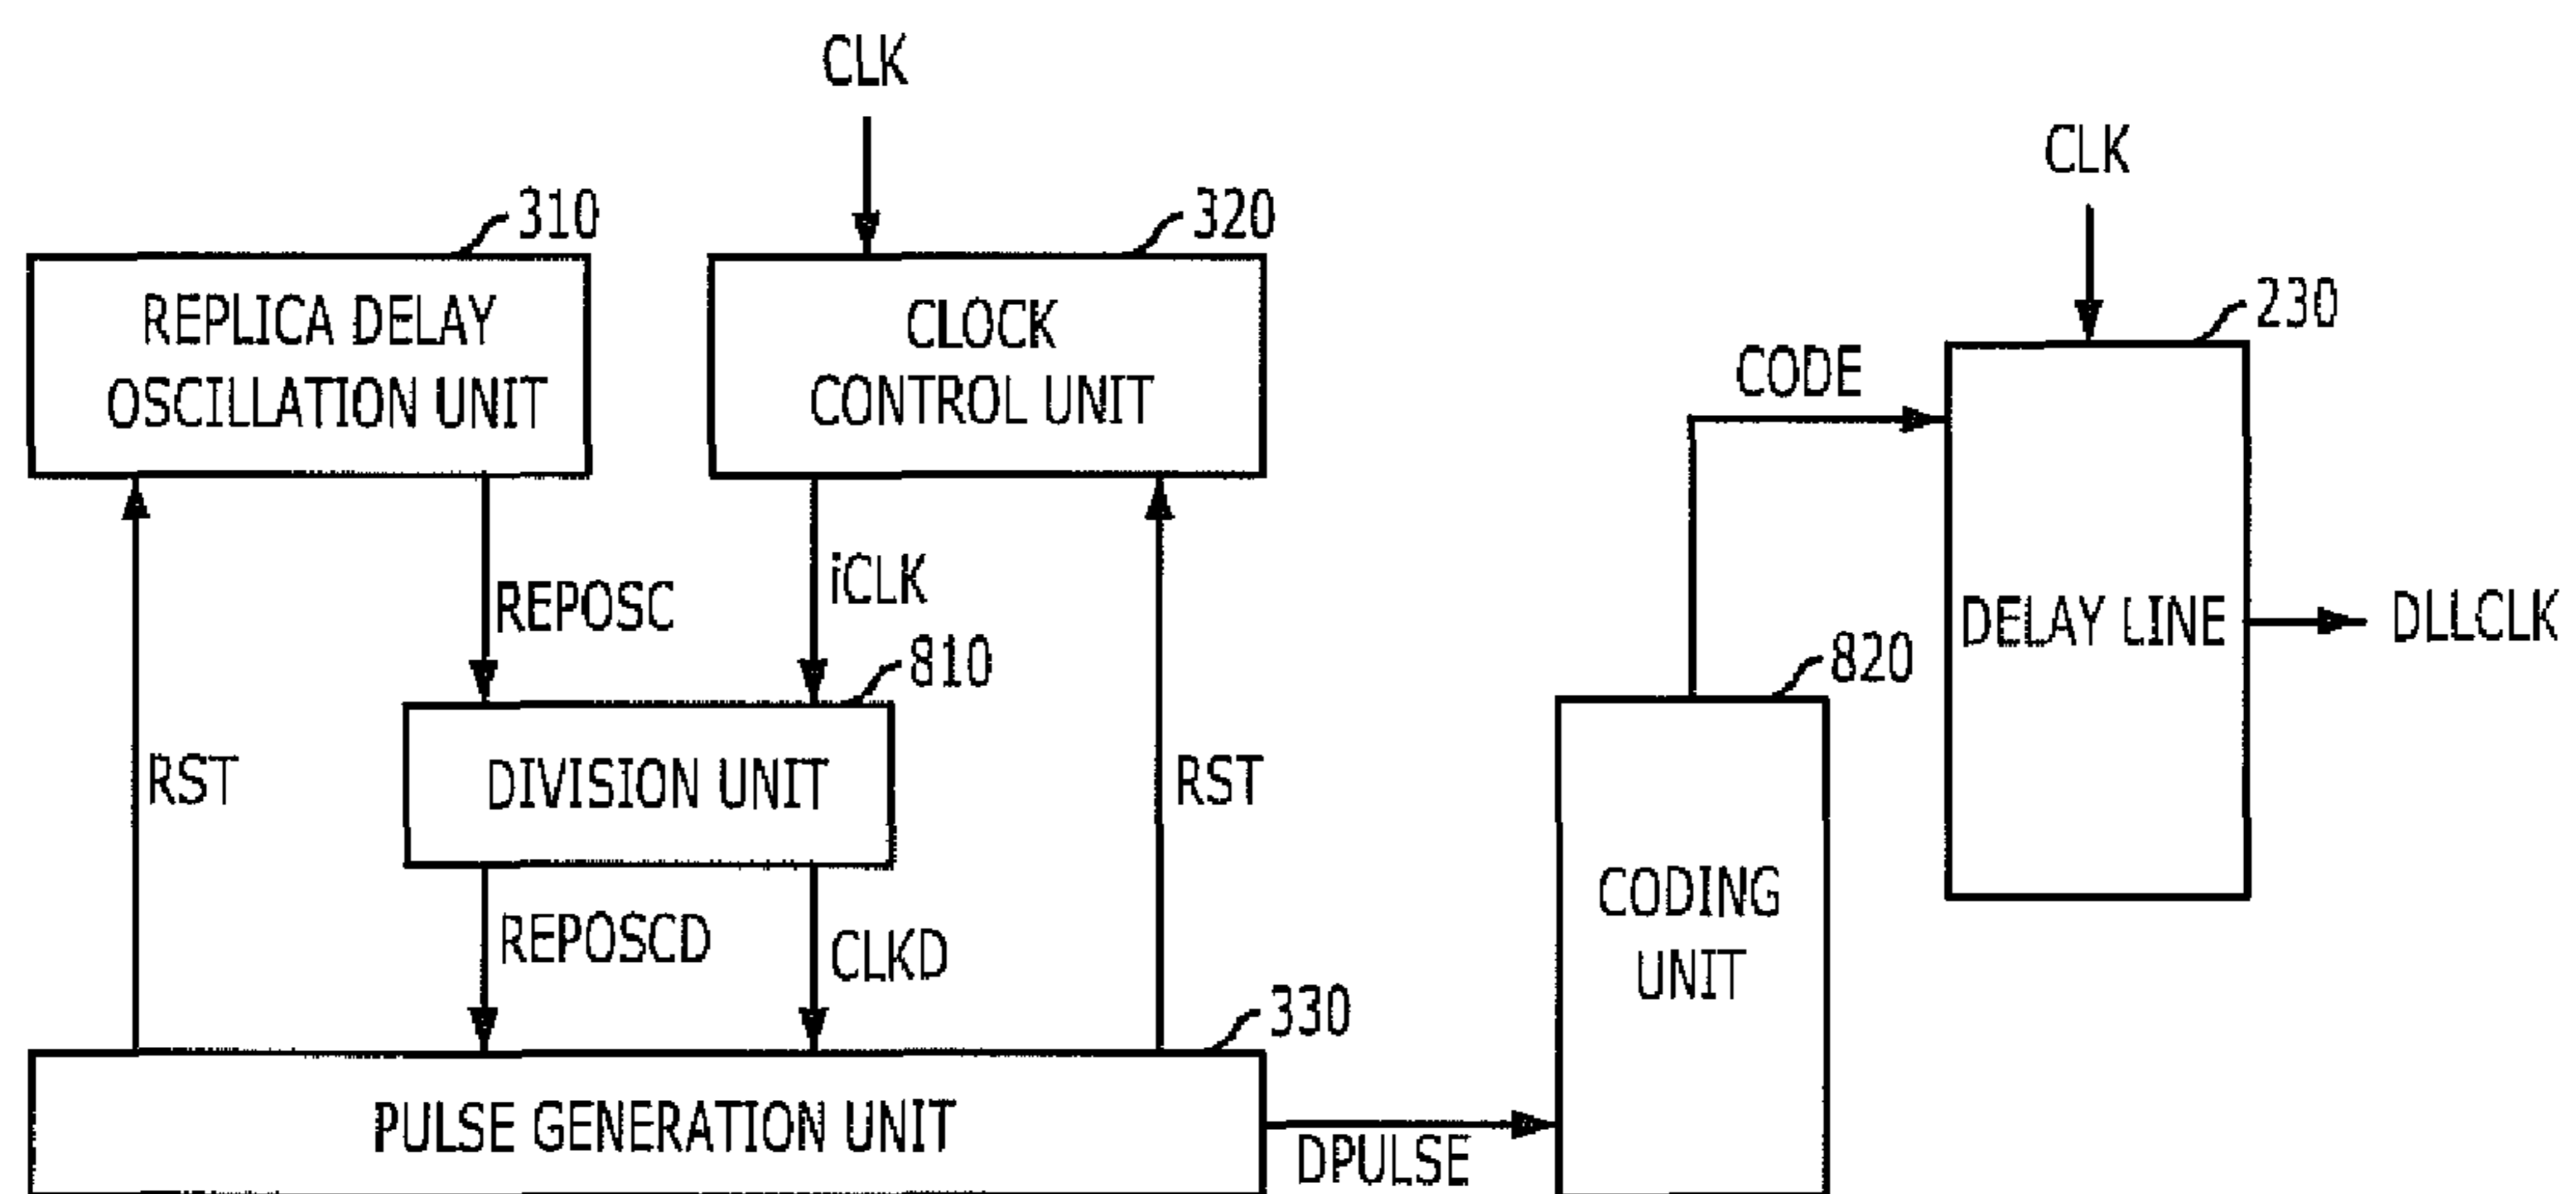 CLK
CLK
310
320
230
REPLICA DELAY
OSCILLATION UNIT
CLOCK
CONTROL UNIT
CODE
REPOSC
iCLK
810
820
DELAY LINE
DLLCLK
RST
DIVISION UNIT
RST
REPOSCD
CLKD
CODING
UNIT
330
PULSE GENERATION UNIT
DPULSE